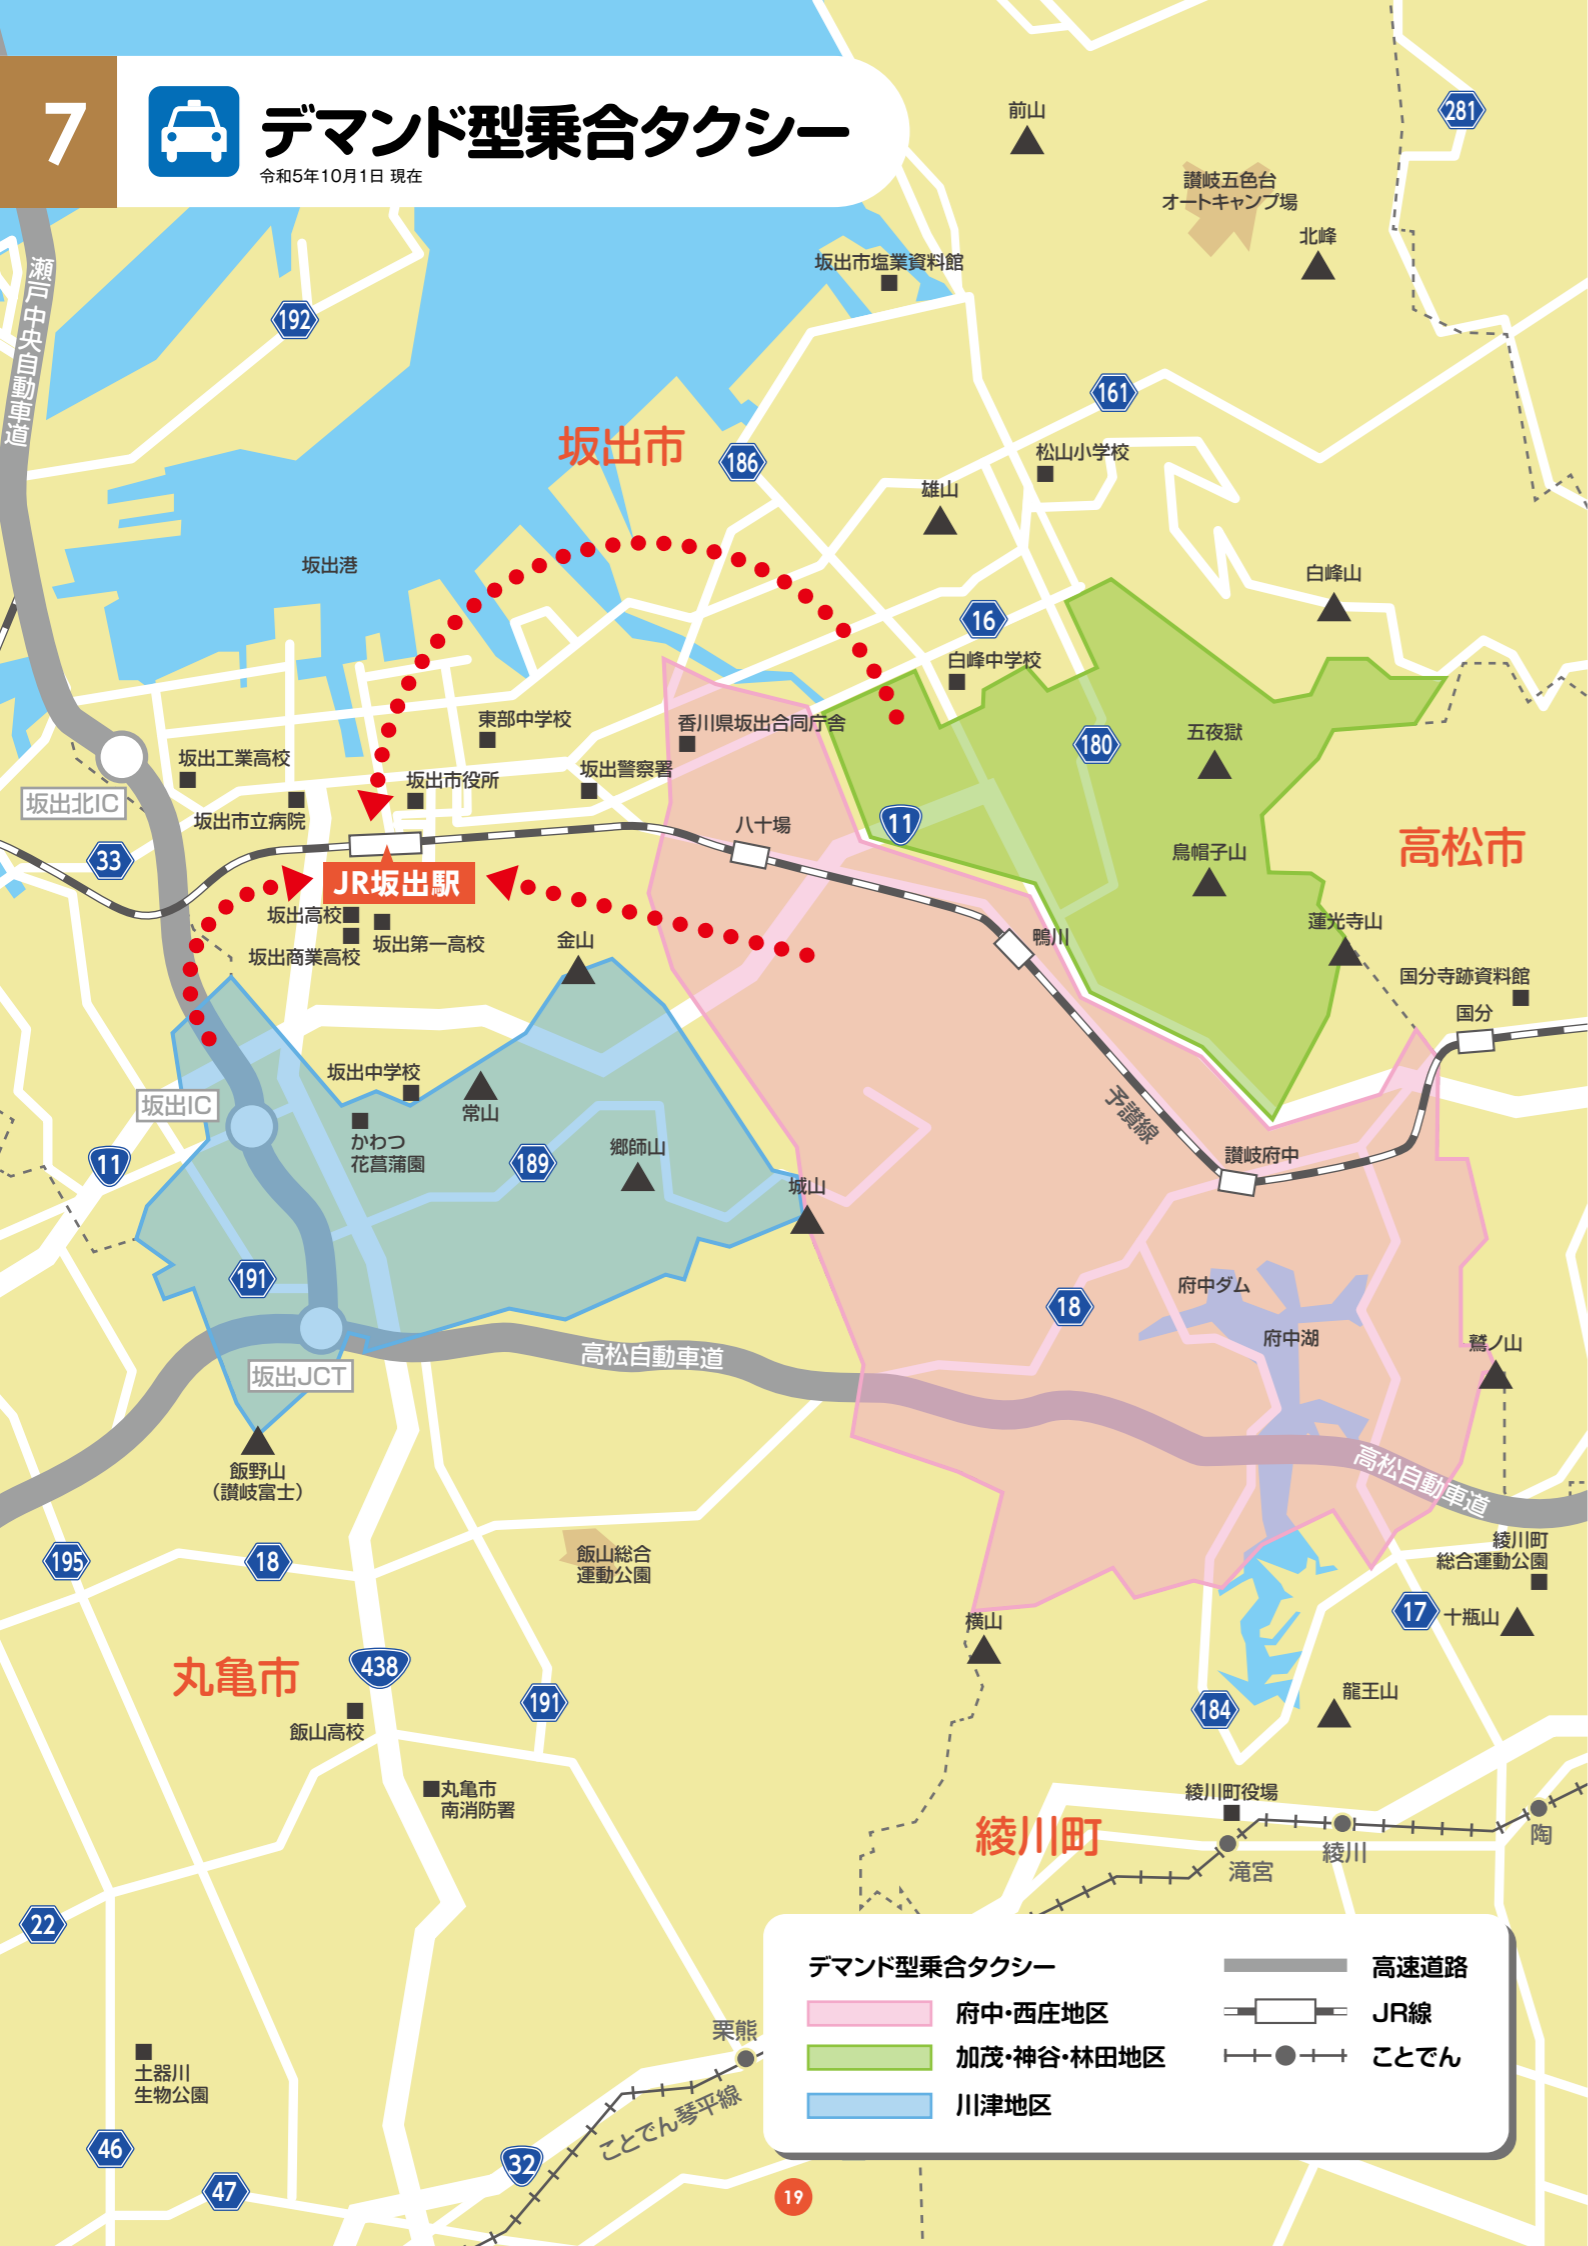 7
デマンド型乗合タクシー
令和5年10月1日 現在
前山
281
讃岐五色台
オートキャンプ場
北峰
坂出市塩業資料館
瀬戸中央自動車道
192
161
坂出市
186
松山小学校
雄山
坂出港
白峰山
16
白峰中学校
東部中学校
香川県坂出合同庁舎
180
五夜獄
坂出工業高校
坂出市役所
坂出警察署
坂出北IC
坂出市立病院
八十場
11
33
烏帽子山
高松市
JR坂出駅
坂出高校
坂出第一高校
坂出商業高校
金山
鴨川
蓮光寺山
国分寺跡資料館
国分
坂出中学校
坂出IC
常山
予讃線
かわつ
花菖蒲園
11
189
郷師山
讃岐府中
城山
191
府中ダム
18
府中湖
鷲ノ山
坂出JCT
高松自動車道
飯野山
(讃岐富士)
高松自動車道
195
18
飯山総合
運動公園
綾川町
総合運動公園
17
十瓶山
横山
丸亀市
438
191
184
龍王山
飯山高校
丸亀市
南消防署
綾川町役場
綾川町
滝宮
綾川
陶
22
栗熊
ことでん琴平線
土器川
生物公園
46
47
32
デマンド型乗合タクシー
府中・西庄地区
加茂・神谷・林田地区
川津地区
高速道路
JR線
ことでん
19